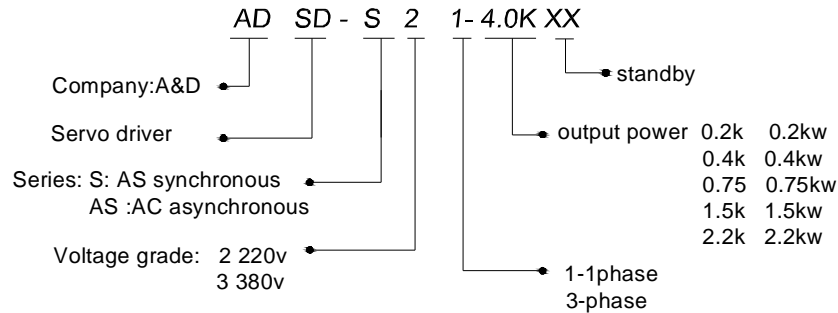 AD SD - S 2 1- 4.0K XX
standby
Company:A&D
Servo driver
output power 0.2k 0.2kw
0.4k 0.4kw
0.75 0.75kw
1.5k 1.5kw
2.2k 2.2kw
Series: S: AS synchronous
AS :AC asynchronous
Voltage grade: 2 220v
3 380v
1-1phase
3-phase